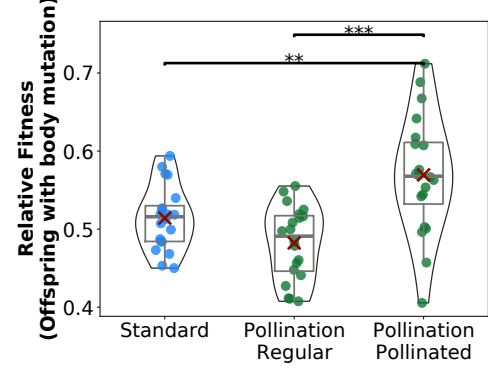 Relative Fitness
(Offspring with body mutation)
0.7
0.6
0.5
0.4
***
**
Standard
Pollination
Regular
Pollination
Pollinated